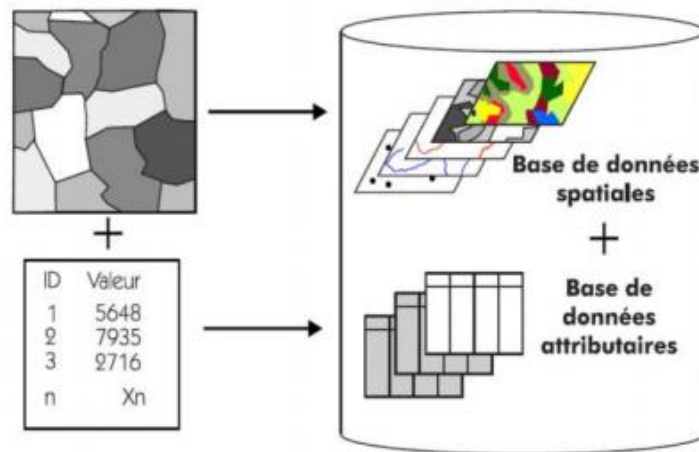 Base de données
spatiales
+
+
ID Valeur
1 5648
2 7935
3 2716
n Xn
Base de
données
attributaires